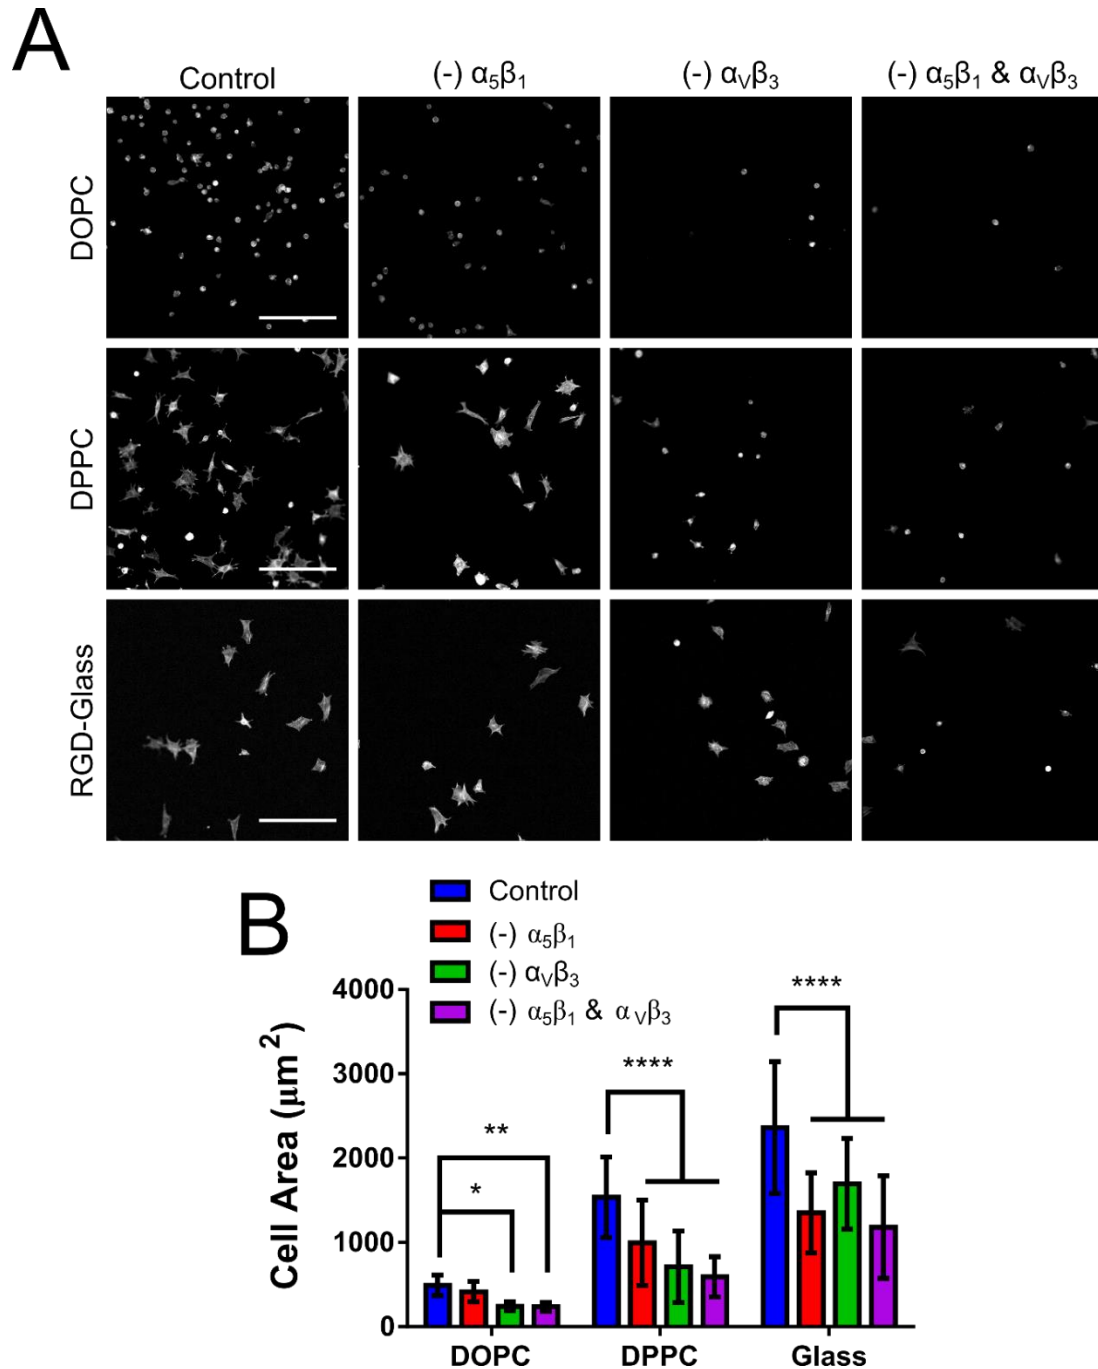 A
Control
(-) α₅β₁
(-) αᵥβ₃
(-) α₅β₁ & αᵥβ₃
DOPC
DPPC
RGD-Glass
B
Control
(-) α₅β₁
(-) αᵥβ₃
(-) α₅β₁ & αᵥβ₃
Cell Area (μm²)
4000
3000
2000
1000
0
**
*
****
****
DOPC
DPPC
Glass